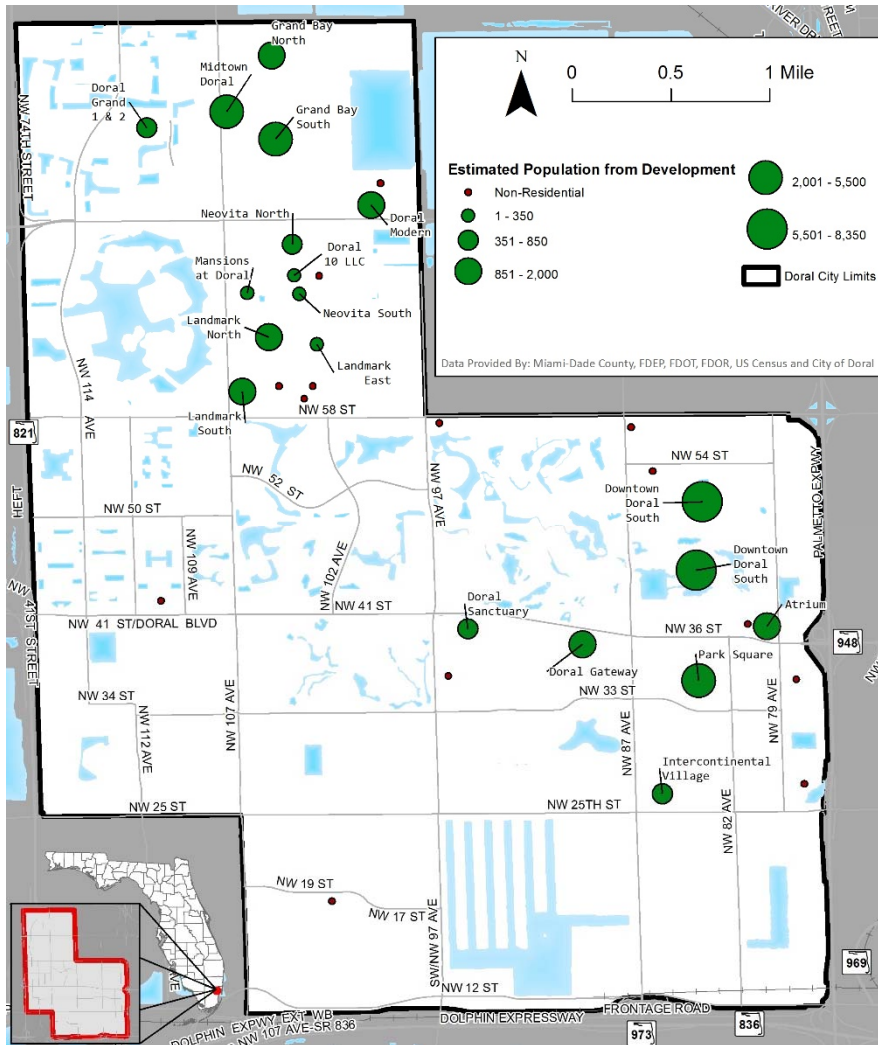 Grand Bay
North
Midtown
Doral
Doral
Grand
1 & 2
Grand Bay
South
NW 74TH STREET
N
0 0.5 1 Mile
Estimated Population from Development
Non-Residential
1 - 350
351 - 850
851 - 2,000
2,001 - 5,500
5,501 - 8,350
Doral City Limits
Data Provided By: Miami-Dade County, FDEP, FDOT, FDOR, US Census and City of Doral
RIVER DR
STREET
Doral
Modern
Neovita North
Doral
10 LLC
Mansions
at Doral
Neovita South
Landmark
North
Landmark
East
Landmark
South
NW 114 AVE
NW 58 ST
821
HEFT
NW 54 ST
NW 52 ST
NW 97 AVE
PALMETTO EXPWY
Downtown
Doral
South
NW 50 ST
NW 109 AVE
NW 102 AVE
Downtown
Doral
South
NW 41ST STREET
NW 41 ST/DORAL BLVD
NW 41 ST
Doral
Sanctuary
Atrium
NW 36 ST
948
Doral Gateway
Park Square
NW 34 ST
NW 33 ST
NW 112 AVE
NW 107 AVE
NW 87 AVE
NW 79 AVE
Intercontinental
Village
NW 25 ST
NW 25TH ST
NW 82 AVE
NW 19 ST
NW 17 ST
SW/NW 97 AVE
969
AVE
NW 12 ST
DOLPHIN EXPWY EXT WB
NW 107 AVE-SR 836
DOLPHIN EXPRESSWAY
FRONTAGE ROAD
973
836